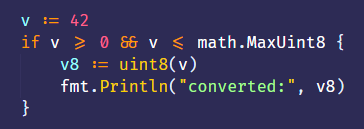 v := 42
if v >= 0 && v <= math.MaxUint8 {
    v8 := uint8(v)
    fmt.Println("converted:", v8)
}